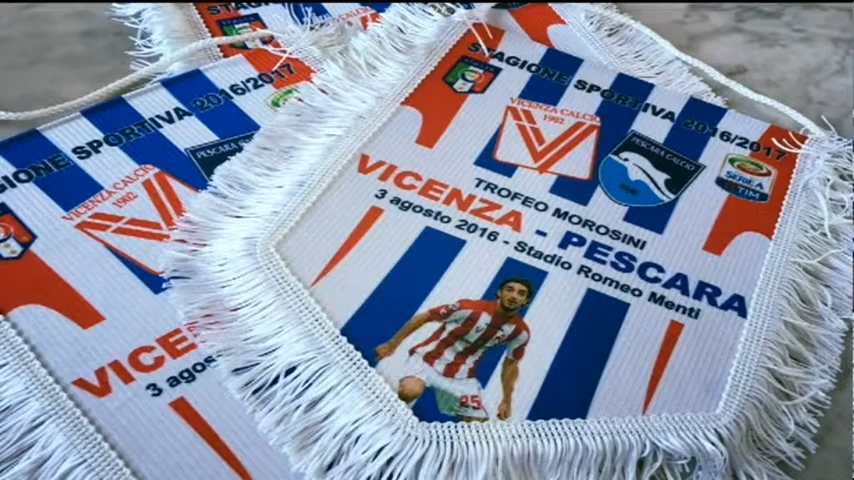 STAGIONE SPORTIVA 2016/2017
VICENZA CALCIO
1902
PESCARA CALCIO
SERIE A
TIM
TROFEO MOROSINI
VICENZA - PESCARA
3 agosto 2016 - Stadio Romeo Menti
25
GIONE SPORTIVA 2016/2017
VICENZA CALCIO
1902
PESCARA CALCIO
VICE
3 agos